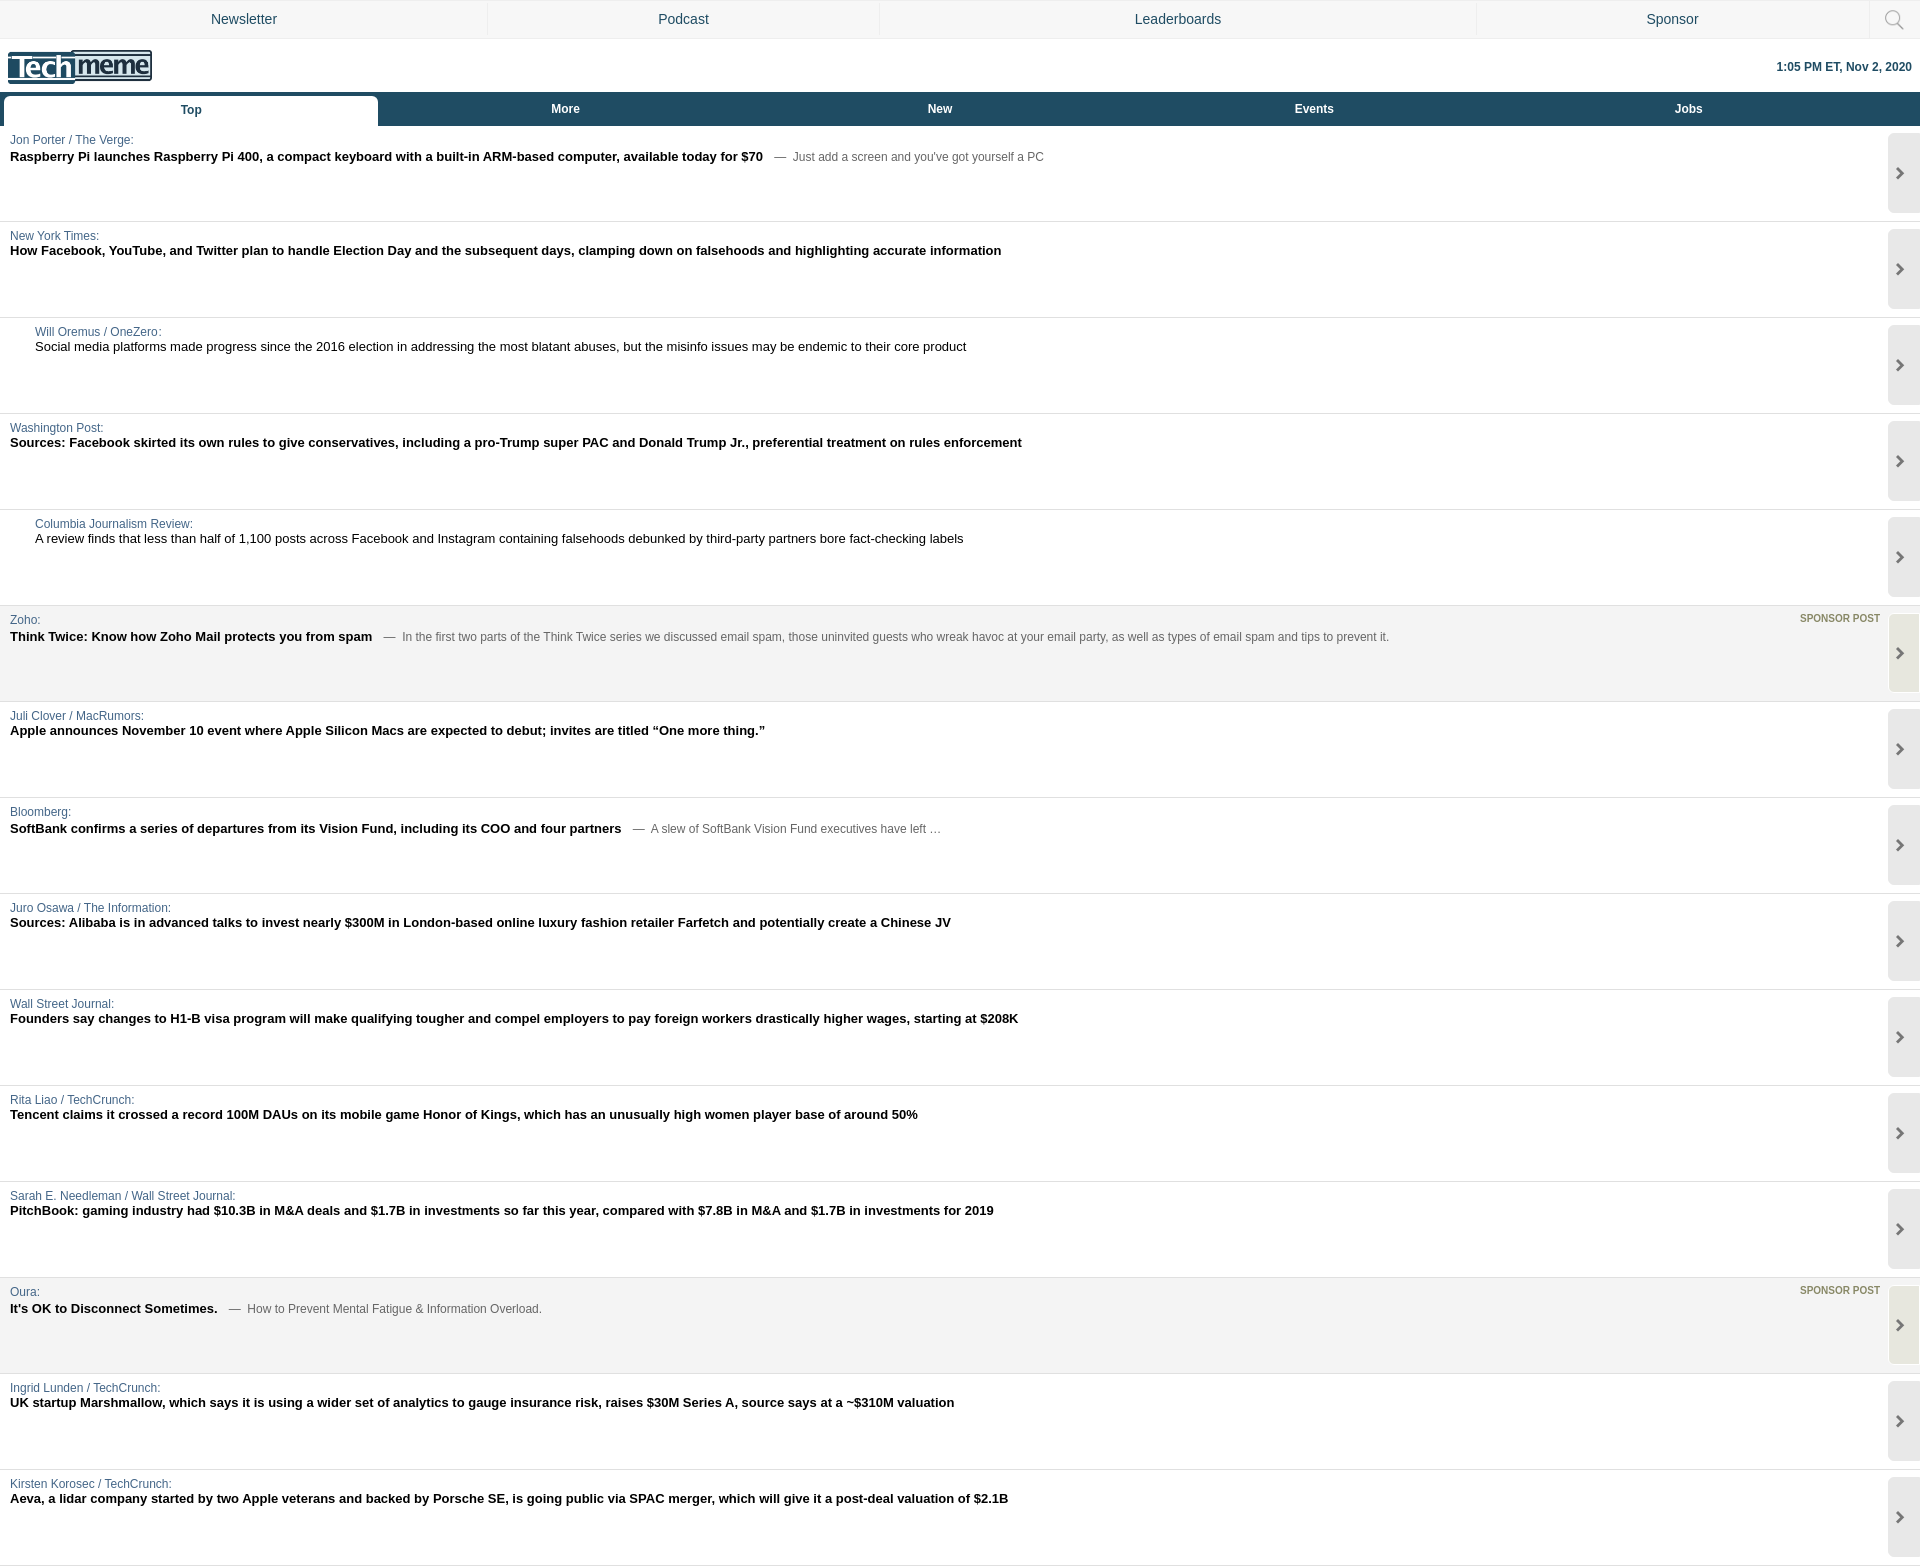 Newsletter Podcast Leaderboards Sponsor
Techmeme
1:05 PM ET, Nov 2, 2020
Top More New Events Jobs
Jon Porter / The Verge:
Raspberry Pi launches Raspberry Pi 400, a compact keyboard with a built-in ARM-based computer, available today for $70 — Just add a screen and you've got yourself a PC
New York Times:
How Facebook, YouTube, and Twitter plan to handle Election Day and the subsequent days, clamping down on falsehoods and highlighting accurate information
Will Oremus / OneZero:
Social media platforms made progress since the 2016 election in addressing the most blatant abuses, but the misinfo issues may be endemic to their core product
Washington Post:
Sources: Facebook skirted its own rules to give conservatives, including a pro-Trump super PAC and Donald Trump Jr., preferential treatment on rules enforcement
Columbia Journalism Review:
A review finds that less than half of 1,100 posts across Facebook and Instagram containing falsehoods debunked by third-party partners bore fact-checking labels
Zoho:
SPONSOR POST
Think Twice: Know how Zoho Mail protects you from spam — In the first two parts of the Think Twice series we discussed email spam, those uninvited guests who wreak havoc at your email party, as well as types of email spam and tips to prevent it.
Juli Clover / MacRumors:
Apple announces November 10 event where Apple Silicon Macs are expected to debut; invites are titled “One more thing.”
Bloomberg:
SoftBank confirms a series of departures from its Vision Fund, including its COO and four partners — A slew of SoftBank Vision Fund executives have left …
Juro Osawa / The Information:
Sources: Alibaba is in advanced talks to invest nearly $300M in London-based online luxury fashion retailer Farfetch and potentially create a Chinese JV
Wall Street Journal:
Founders say changes to H1-B visa program will make qualifying tougher and compel employers to pay foreign workers drastically higher wages, starting at $208K
Rita Liao / TechCrunch:
Tencent claims it crossed a record 100M DAUs on its mobile game Honor of Kings, which has an unusually high women player base of around 50%
Sarah E. Needleman / Wall Street Journal:
PitchBook: gaming industry had $10.3B in M&A deals and $1.7B in investments so far this year, compared with $7.8B in M&A and $1.7B in investments for 2019
Oura:
SPONSOR POST
It's OK to Disconnect Sometimes. — How to Prevent Mental Fatigue & Information Overload.
Ingrid Lunden / TechCrunch:
UK startup Marshmallow, which says it is using a wider set of analytics to gauge insurance risk, raises $30M Series A, source says at a ~$310M valuation
Kirsten Korosec / TechCrunch:
Aeva, a lidar company started by two Apple veterans and backed by Porsche SE, is going public via SPAC merger, which will give it a post-deal valuation of $2.1B